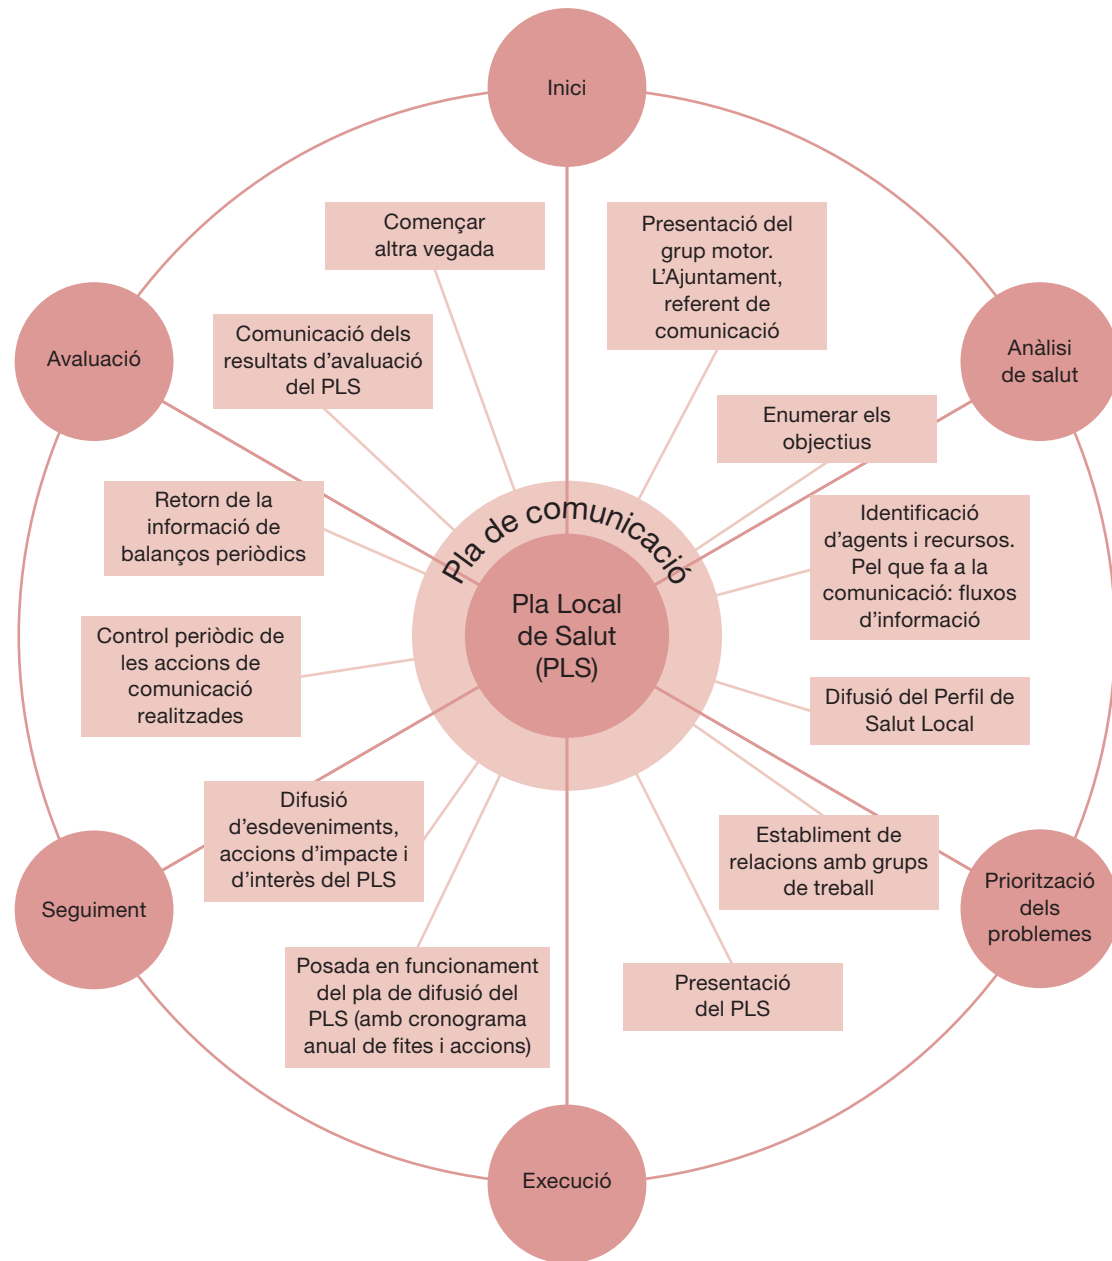 Inici
Presentació del
grup motor.
L’Ajuntament,
referent de
comunicació
Enumerar els
objectius
Anàlisi
de salut
Identificació
d’agents i recursos.
Pel que fa a la
comunicació: fluxos
d’informació
Difusió del Perfil de
Salut Local
Establiment de
relacions amb grups
de treball
Priorització
dels
problemes
Presentació
del PLS
Execució
Posada en funcionament
del pla de difusió del
PLS (amb cronograma
anual de fites i accions)
Difusió
d’esdeveniments,
accions d’impacte i
d’interès del PLS
Seguiment
Control periòdic de
les accions de
comunicació
realitzades
Retorn de la
informació de
balanços periòdics
Avaluació
Comunicació dels
resultats d’avaluació
del PLS
Començar
altra vegada
Pla de comunicació
Pla Local
de Salut
(PLS)